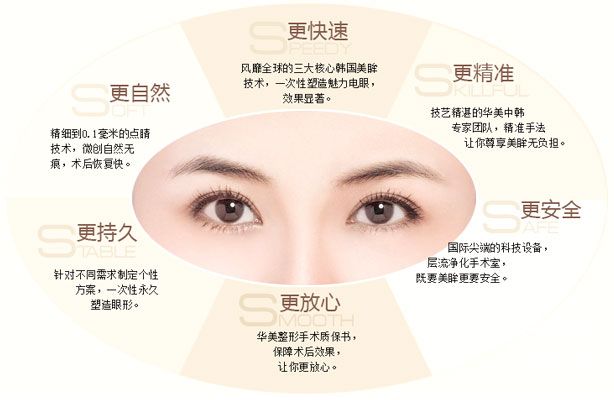 更快速
SPEEDY
风靡全球的三大核心韩国美眸
技术，一次性塑造魅力电眼，
效果显著。
更精准
SKILLFUL
技艺精湛的华美中韩
专家团队，精准手法
让你尊享美眸无负担。
更安全
SAFE
国际尖端的科技设备，
层流净化手术室，
既要美眸更要安全。
更放心
SMOOTH
华美整形手术质保书，
保障术后效果，
让你更放心。
更持久
STABLE
针对不同需求制定个性
方案，一次性永久
塑造眼形。
更自然
SOFT
精细到0.1毫米的点睛
技术，微创自然无
痕，术后恢复快。